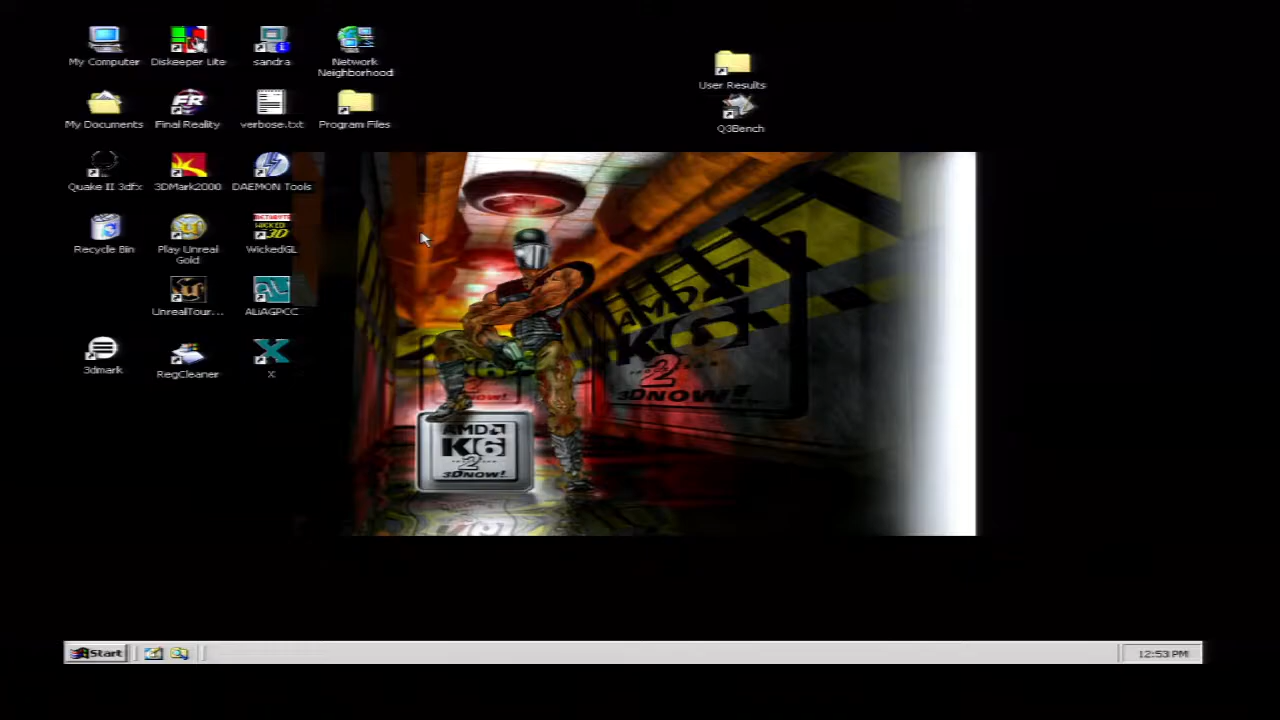 My Computer
Diskeeper Lite
sandra
Network
Neighborhood
User Results
My Documents
Final Reality
verbose.txt
Program Files
Q3Bench
Quake II 3dfx
3DMark2000
DAEMON Tools
Recycle Bin
Play Unreal
Gold
WICKED
3D
WickedGL
UnrealTour...
ALiAGPCC
3dmark
RegCleaner
X
AMD
K6
2
3DNOW!
AMD
K6
2
3DNOW!
Start
12:53 PM